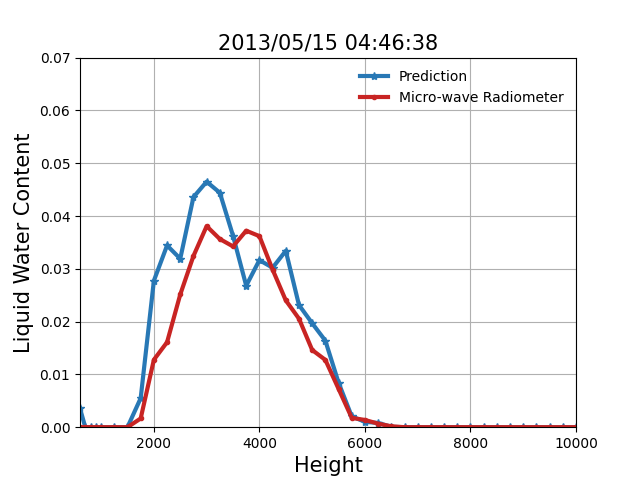 2013/05/15 04:46:38
Prediction
Micro-wave Radiometer
Liquid Water Content
0.07
0.06
0.05
0.04
0.03
0.02
0.01
0.00
2000 4000 6000 8000 10000
Height